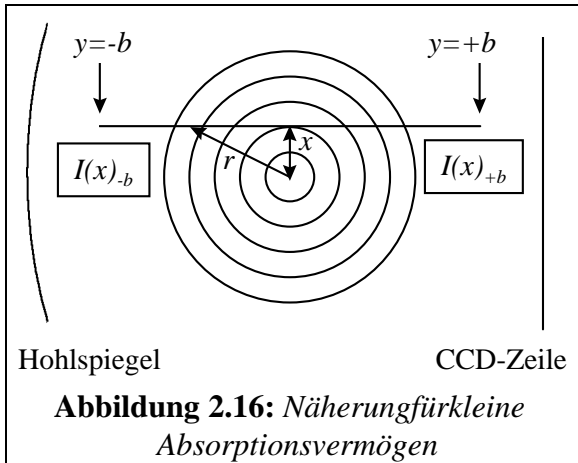 y=-b y=+b
x
r
I(x)-b I(x)+b
Hohlspiegel CCD-Zeile
Abbildung 2.16: Näherungfürkleine
Absorptionsvermögen